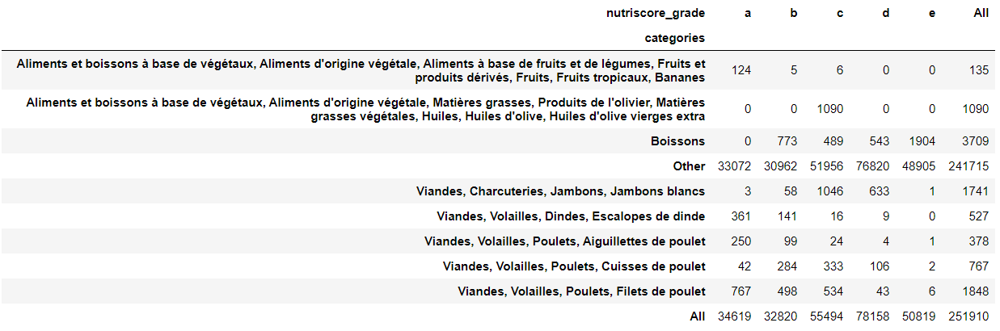 nutriscore_grade a b c d e All
categories
Aliments et boissons à base de végétaux, Aliments d'origine végétale, Aliments à base de fruits et de légumes, Fruits et
produits dérivés, Fruits, Fruits tropicaux, Bananes 124 5 6 0 0 135
Aliments et boissons à base de végétaux, Aliments d'origine végétale, Matières grasses, Produits de l'olivier, Matières
grasses végétales, Huiles, Huiles d'olive, Huiles d'olive vierges extra 0 0 1090 0 0 1090
Boissons 0 773 489 543 1904 3709
Other 33072 30962 51956 76820 48905 241715
Viandes, Charcuteries, Jambons, Jambons blancs 3 58 1046 633 1 1741
Viandes, Volailles, Dindes, Escalopes de dinde 361 141 16 9 0 527
Viandes, Volailles, Poulets, Aiguillettes de poulet 250 99 24 4 1 378
Viandes, Volailles, Poulets, Cuisses de poulet 42 284 333 106 2 767
Viandes, Volailles, Poulets, Filets de poulet 767 498 534 43 6 1848
All 34619 32820 55494 78158 50819 251910